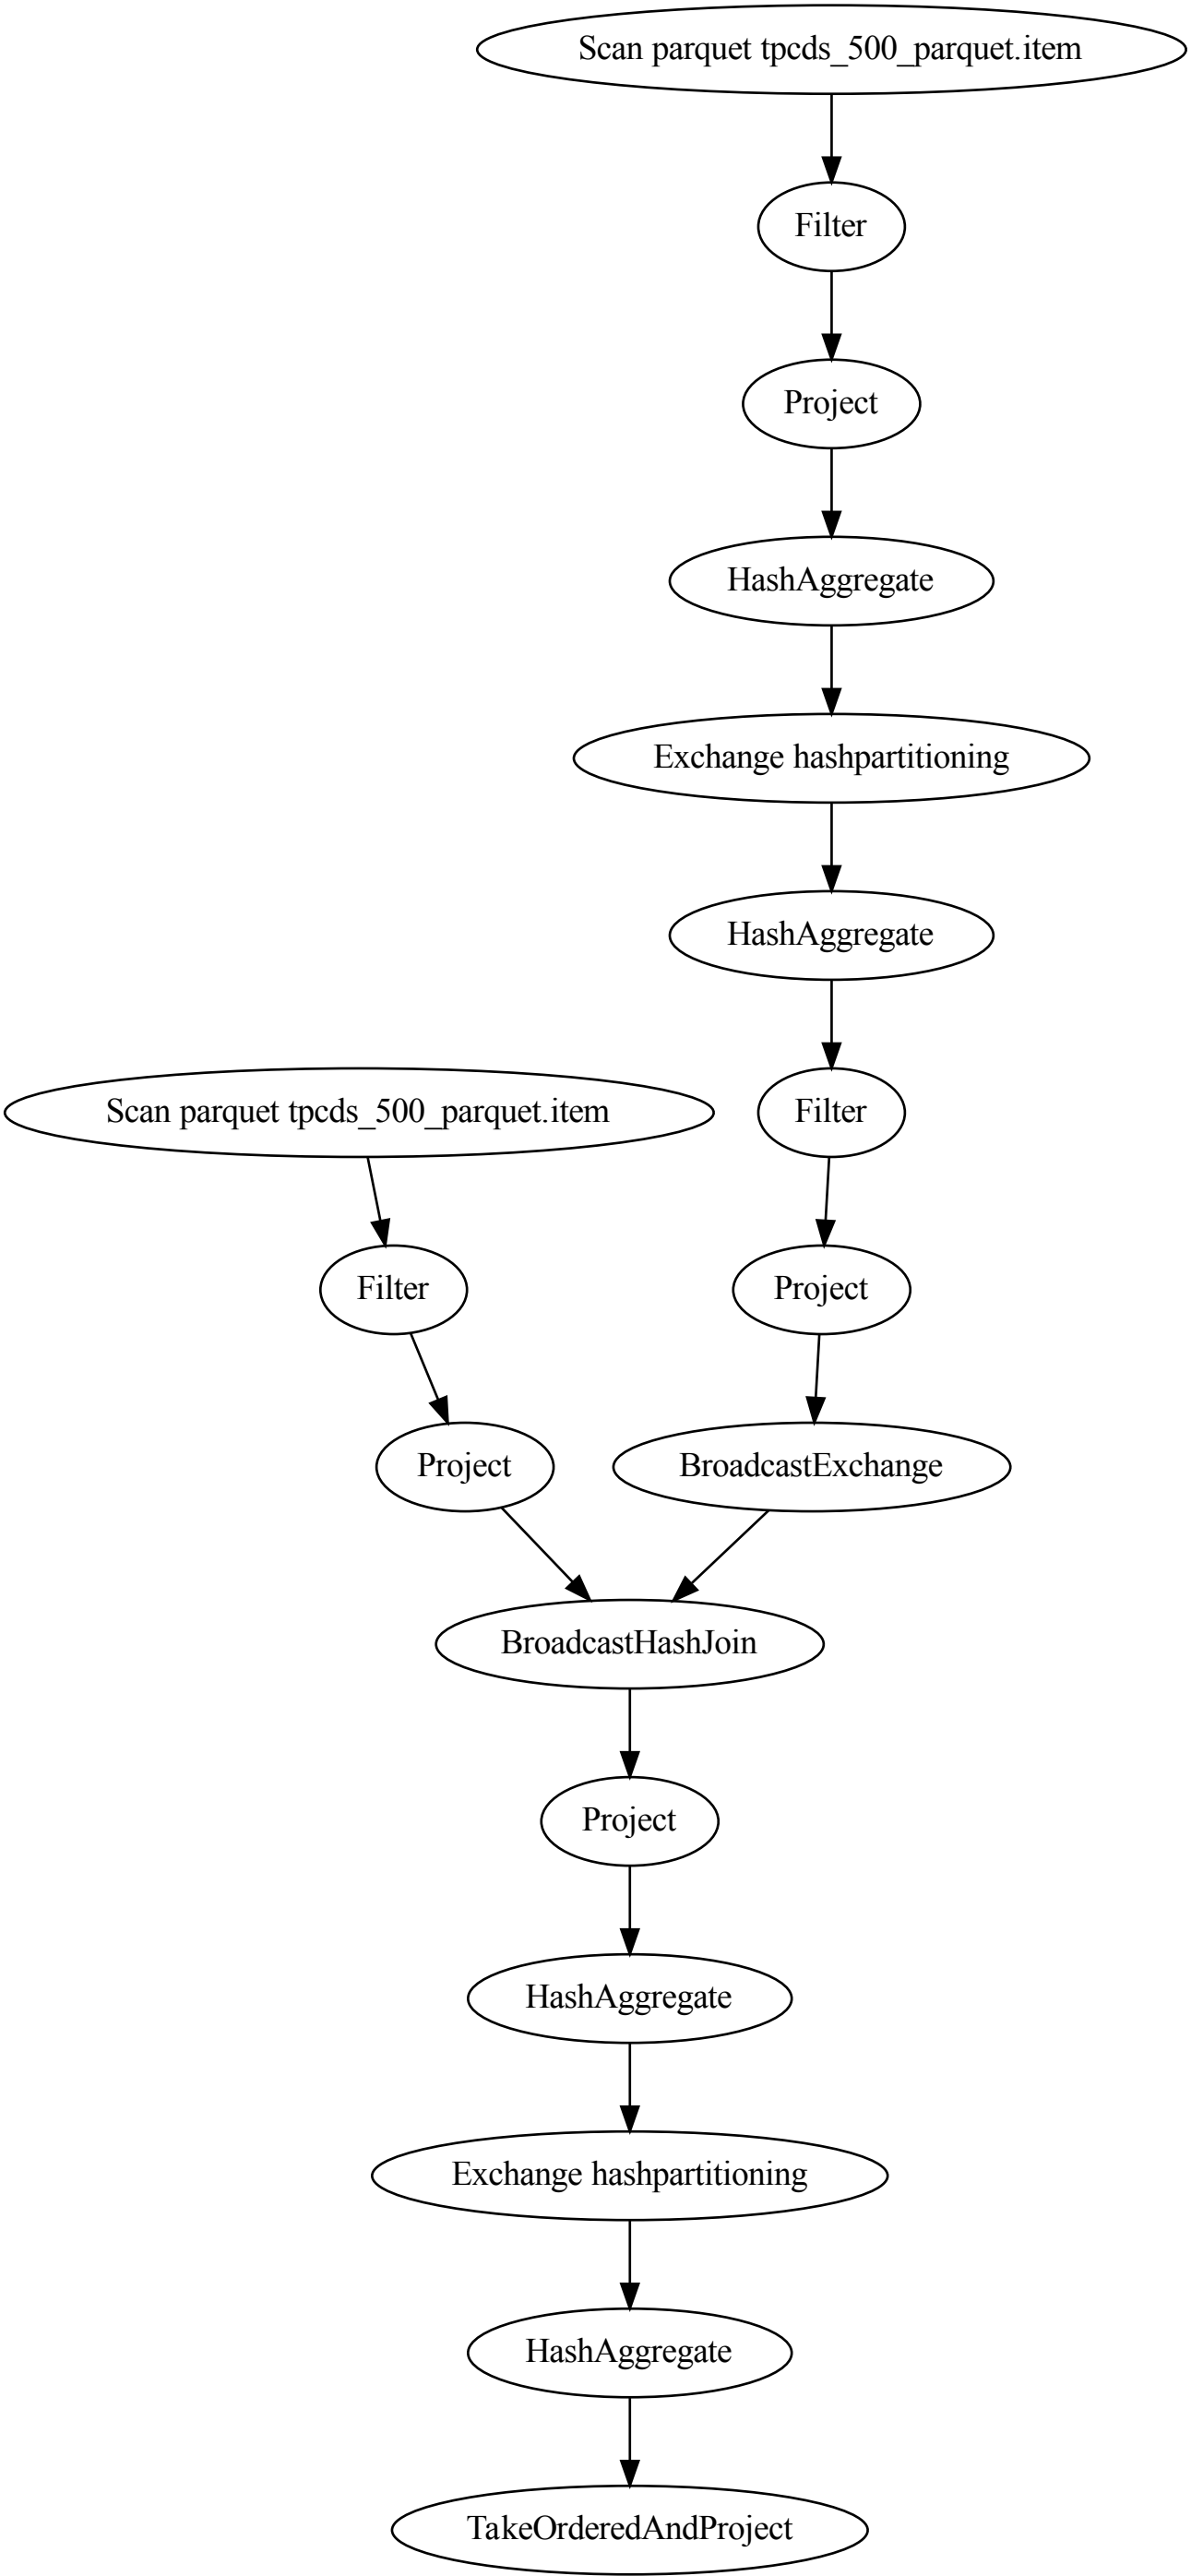 Scan parquet tpcds_500_parquet.item
Filter
Project
HashAggregate
Exchange hashpartitioning
HashAggregate
Scan parquet tpcds_500_parquet.item
Filter
Filter
Project
Project
BroadcastExchange
BroadcastHashJoin
Project
HashAggregate
Exchange hashpartitioning
HashAggregate
TakeOrderedAndProject